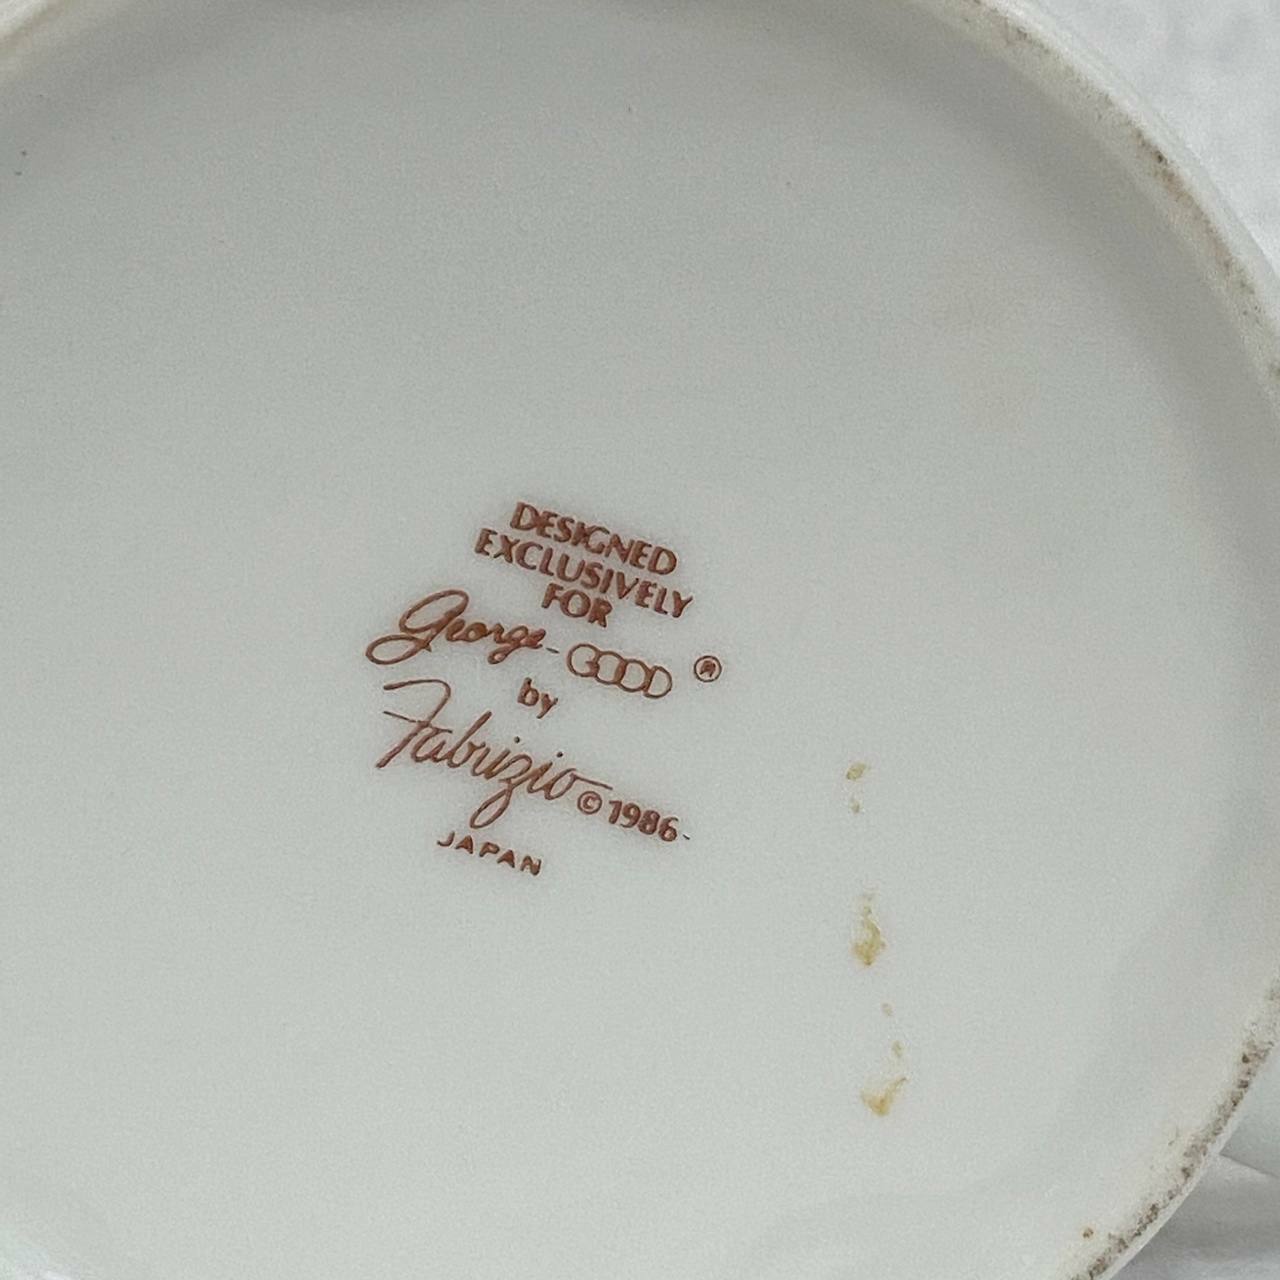 DESIGNED
EXCLUSIVELY
FOR
George-GOOD ®
by
Fabrizio © 1986-
JAPAN